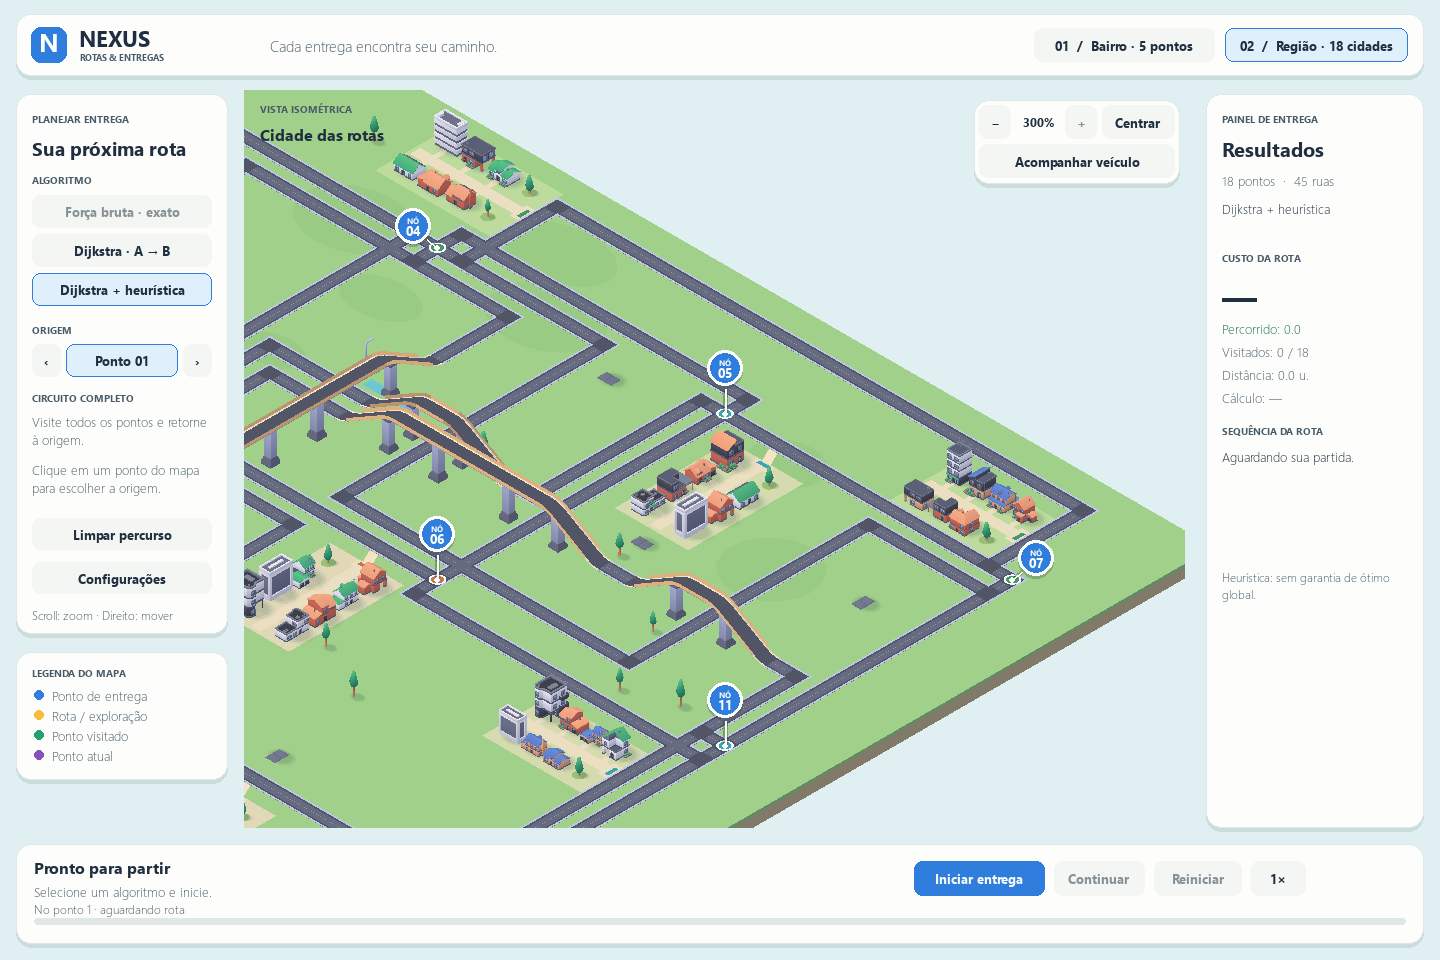 N
NEXUS
ROTAS & ENTREGAS
Cada entrega encontra seu caminho.
01 / Bairro · 5 pontos
02 / Região · 18 cidades
PLANEJAR ENTREGA
Sua próxima rota
ALGORITMO
Força bruta · exato
Dijkstra · A → B
Dijkstra + heurística
ORIGEM
‹
Ponto 01
›
CIRCUITO COMPLETO
Visite todos os pontos e retorne
à origem.
Clique em um ponto do mapa
para escolher a origem.
Limpar percurso
Configurações
Scroll: zoom · Direito: mover
LEGENDA DO MAPA
Ponto de entrega
Rota / exploração
Ponto visitado
Ponto atual
VISTA ISOMÉTRICA
Cidade das rotas
–
300%
+
Centrar
Acompanhar veículo
NÓ
04
NÓ
05
NÓ
06
NÓ
07
NÓ
11
PAINEL DE ENTREGA
Resultados
18 pontos · 45 ruas
Dijkstra + heurística
CUSTO DA ROTA
—
Percorrido: 0.0
Visitados: 0 / 18
Distância: 0.0 u.
Cálculo: —
SEQUÊNCIA DA ROTA
Aguardando sua partida.
Heurística: sem garantia de ótimo
global.
Pronto para partir
Selecione um algoritmo e inicie.
No ponto 1 · aguardando rota
Iniciar entrega
Continuar
Reiniciar
1×